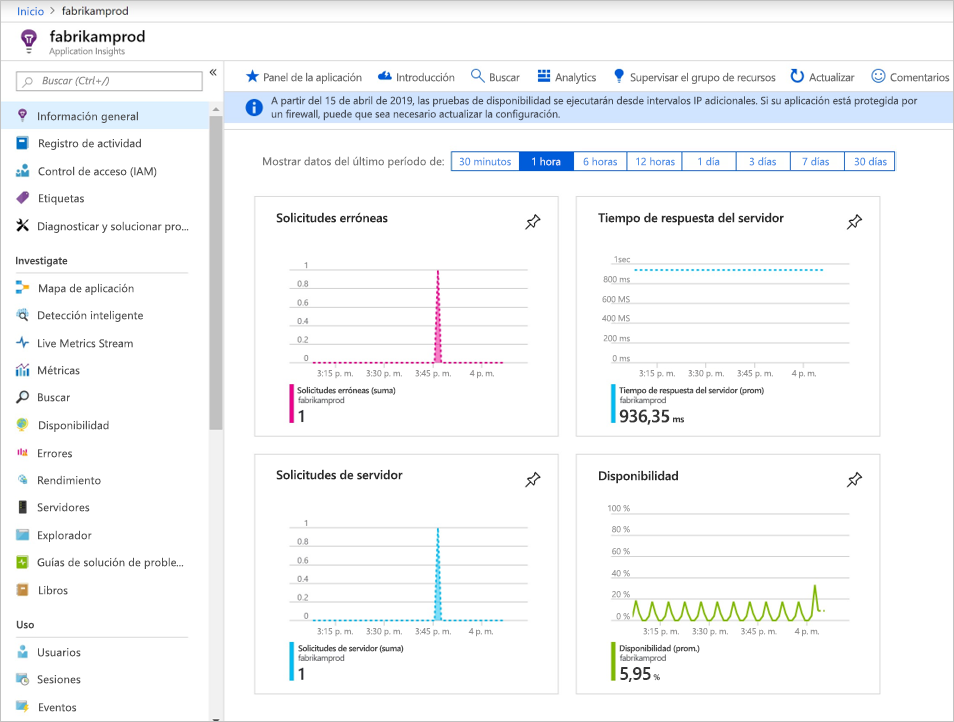 Inicio > fabrikamprod
fabrikamprod
Application Insights
Buscar (Ctrl+/)
«
Información general
Registro de actividad
Control de acceso (IAM)
Etiquetas
Diagnosticar y solucionar pro...
Investigate
Mapa de aplicación
Detección inteligente
Live Metrics Stream
Métricas
Buscar
Disponibilidad
Errores
Rendimiento
Servidores
Explorador
Guías de solución de proble...
Libros
Uso
Usuarios
Sesiones
Eventos
Panel de la aplicación
Introducción
Buscar
Analytics
Supervisar el grupo de recursos
Actualizar
Comentarios
A partir del 15 de abril de 2019, las pruebas de disponibilidad se ejecutarán desde intervalos IP adicionales. Si su aplicación está protegida por
un firewall, puede que sea necesario actualizar la configuración.
Mostrar datos del último período de:
30 minutos
1 hora
6 horas
12 horas
1 día
3 días
7 días
30 días
Solicitudes erróneas
1
0.8
0.6
0.4
0.2
0
3:15 p. m. 3:30 p. m. 3:45 p. m. 4 p. m.
Solicitudes erróneas (suma)
fabrikamprod
1
Tiempo de respuesta del servidor
1sec
800 ms
600 MS
400 MS
200 ms
0 ms
3:15 p. m. 3:30 p. m. 3:45 p. m. 4 p. m.
Tiempo de respuesta del servidor (prom)
fabrikamprod
936,35 ms
Solicitudes de servidor
1
0.8
0.6
0.4
0.2
0
3:15 p. m. 3:30 p. m. 3:45 p. m. 4 p. m.
Solicitudes de servidor (suma)
fabrikamprod
1
Disponibilidad
100 %
80 %
60 %
40 %
20 %
0 %
3:15 p. m. 3:30 p. m. 3:45 p. m. 4 p. m.
Disponibilidad (prom.)
fabrikamprod
5,95 %